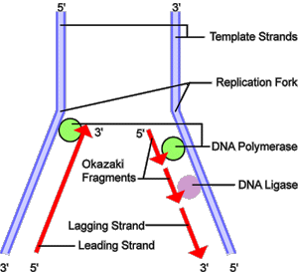 5'
3'
Template Strands
Replication Fork
3'
5'
DNA Polymerase
Okazaki
Fragments
DNA Ligase
Lagging Strand
Leading Strand
3'
5'
3'
5'